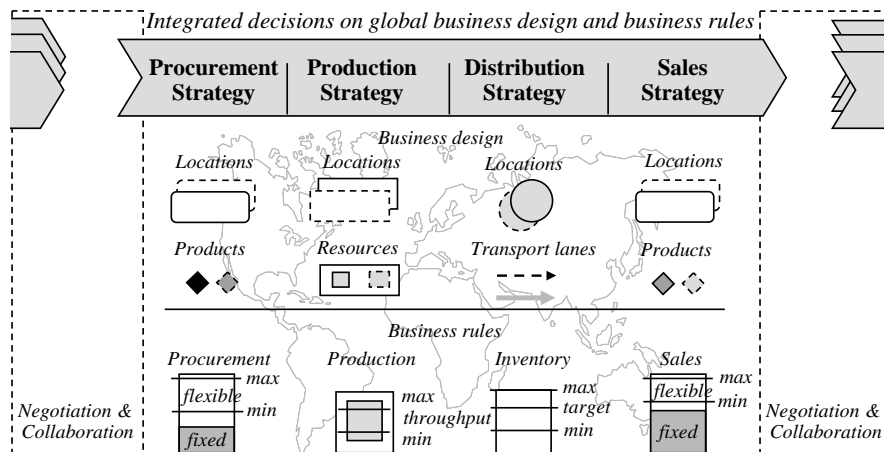 Integrated decisions on global business design and business rules
Procurement Strategy
Production Strategy
Distribution Strategy
Sales Strategy
Business design
Locations
Locations
Locations
Locations
Products
Resources
Transport lanes
Products
Business rules
Procurement
max
flexible
min
fixed
Production
max
throughput
min
Inventory
max
target
min
Sales
max
flexible
min
fixed
Negotiation &
Collaboration
Negotiation &
Collaboration